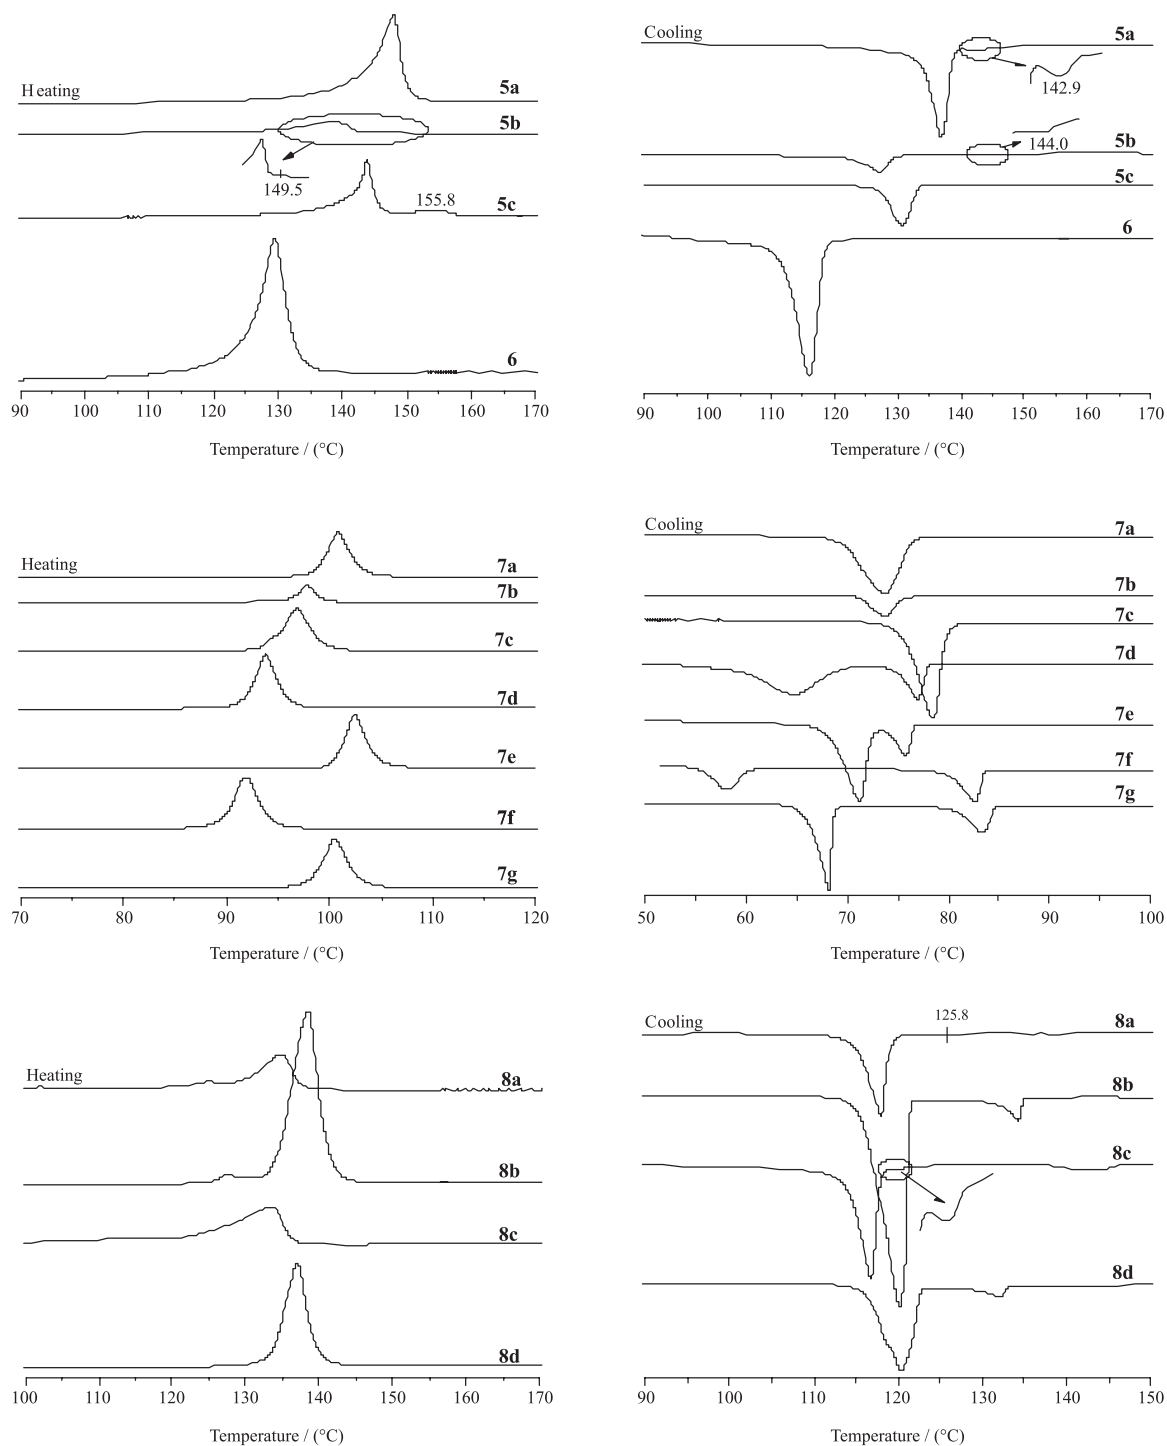 Heating
5a
5b
149.5
5c
155.8
6
90 100 110 120 130 140 150 160 170
Temperature / (°C)
Cooling
5a
142.9
5b
144.0
5c
6
90 100 110 120 130 140 150 160 170
Temperature / (°C)
Heating
7a
7b
7c
7d
7e
7f
7g
70 80 90 100 110 120
Temperature / (°C)
Cooling
7a
7b
7c
7d
7e
7f
7g
50 60 70 80 90 100
Temperature / (°C)
Heating
8a
8b
8c
8d
100 110 120 130 140 150 160 170
Temperature / (°C)
Cooling
125.8
8a
8b
8c
8d
90 100 110 120 130 140 150
Temperature / (°C)